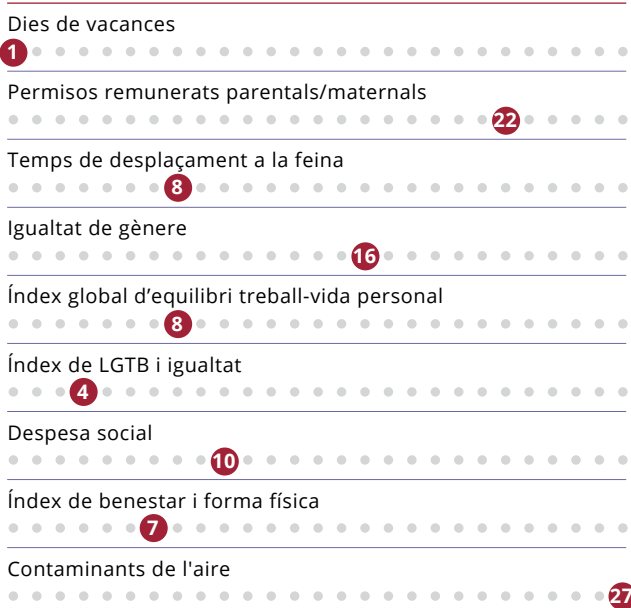 Dies de vacances
1
Permisos remunerats parentals/maternals
22
Temps de desplaçament a la feina
8
Igualtat de gènere
16
Índex global d’equilibri treball-vida personal
8
Índex de LGTB i igualtat
4
Despesa social
10
Índex de benestar i forma física
7
Contaminants de l'aire
27